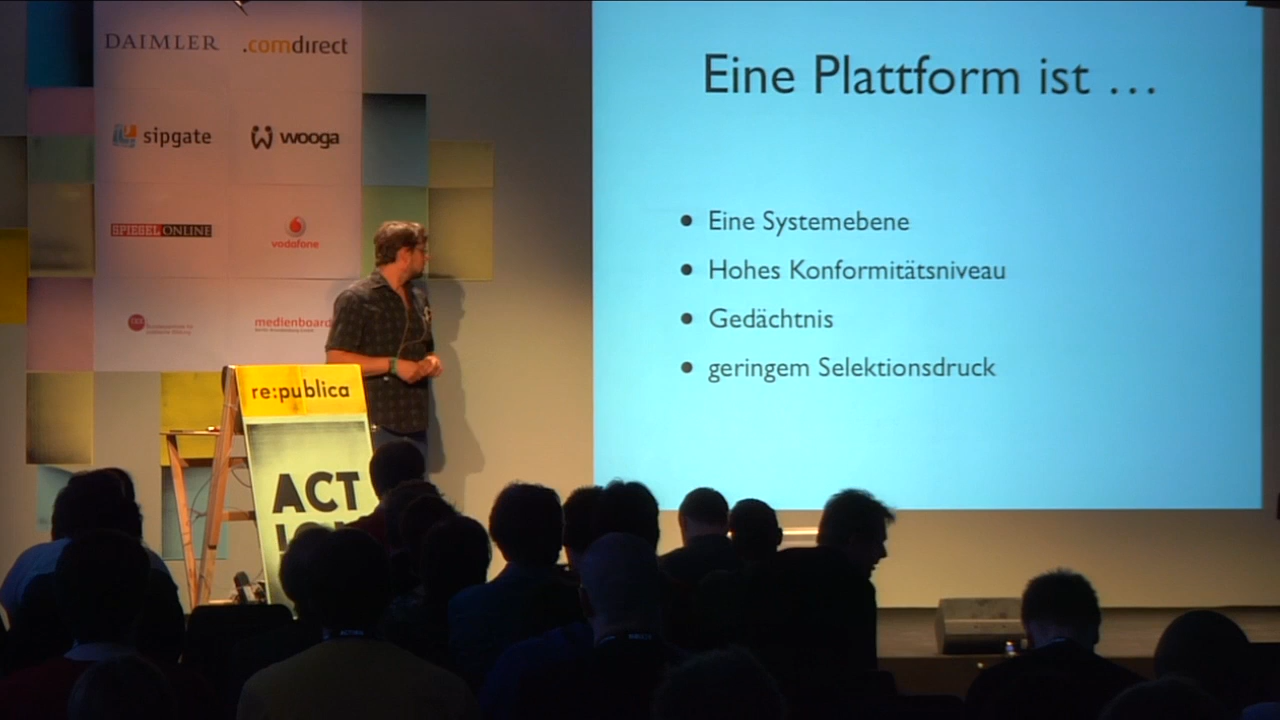 DAIMLER
.comdirect
sipgate
wooga
SPIEGEL ONLINE
vodafone
medienboard
re:publica
ACT
Eine Plattform ist ...
Eine Systemebene
Hohes Konformitätsniveau
Gedächtnis
geringem Selektionsdruck